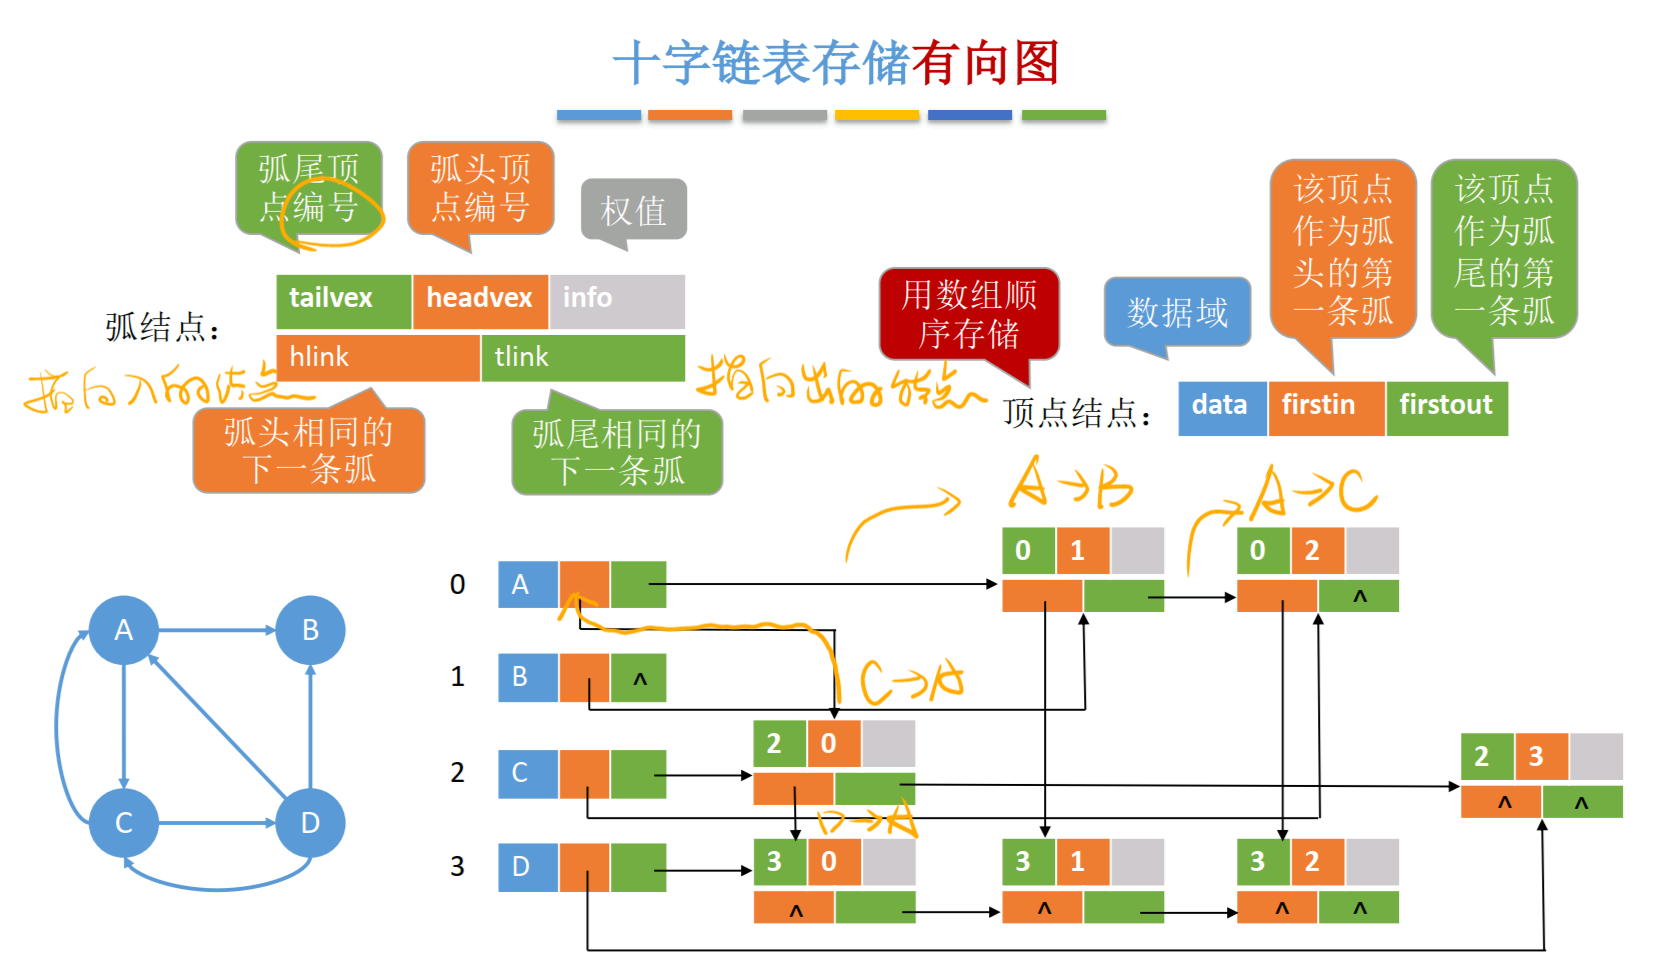 十字链表存储有向图
弧尾顶
点编号
弧头顶
点编号
权值
该顶点
作为弧
头的第
一条弧
该顶点
作为弧
尾的第
一条弧
用数组顺
序存储
数据域
弧结点：
tailvex headvex info
hlink tlink
指向入的结点
指向出的结点
弧头相同的
下一条弧
弧尾相同的
下一条弧
顶点结点：
data firstin firstout
A→B
A→C
0 1
0 2
^
0 A
1 B ^
C→A
2 0
2 3
^ ^
2 C
D→A
3 D
3 0
^
3 1
^
3 2
^ ^
A B
C D